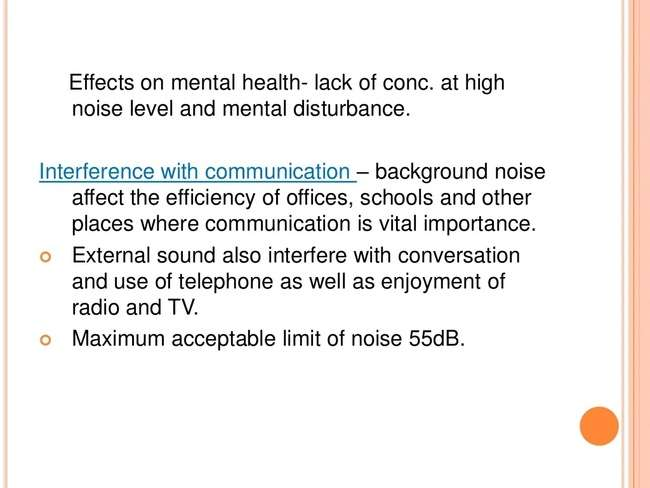 Effects on mental health- lack of conc. at high
noise level and mental disturbance.
Interference with communication – background noise
affect the efficiency of offices, schools and other
places where communication is vital importance.
External sound also interfere with conversation
and use of telephone as well as enjoyment of
radio and TV.
Maximum acceptable limit of noise 55dB.